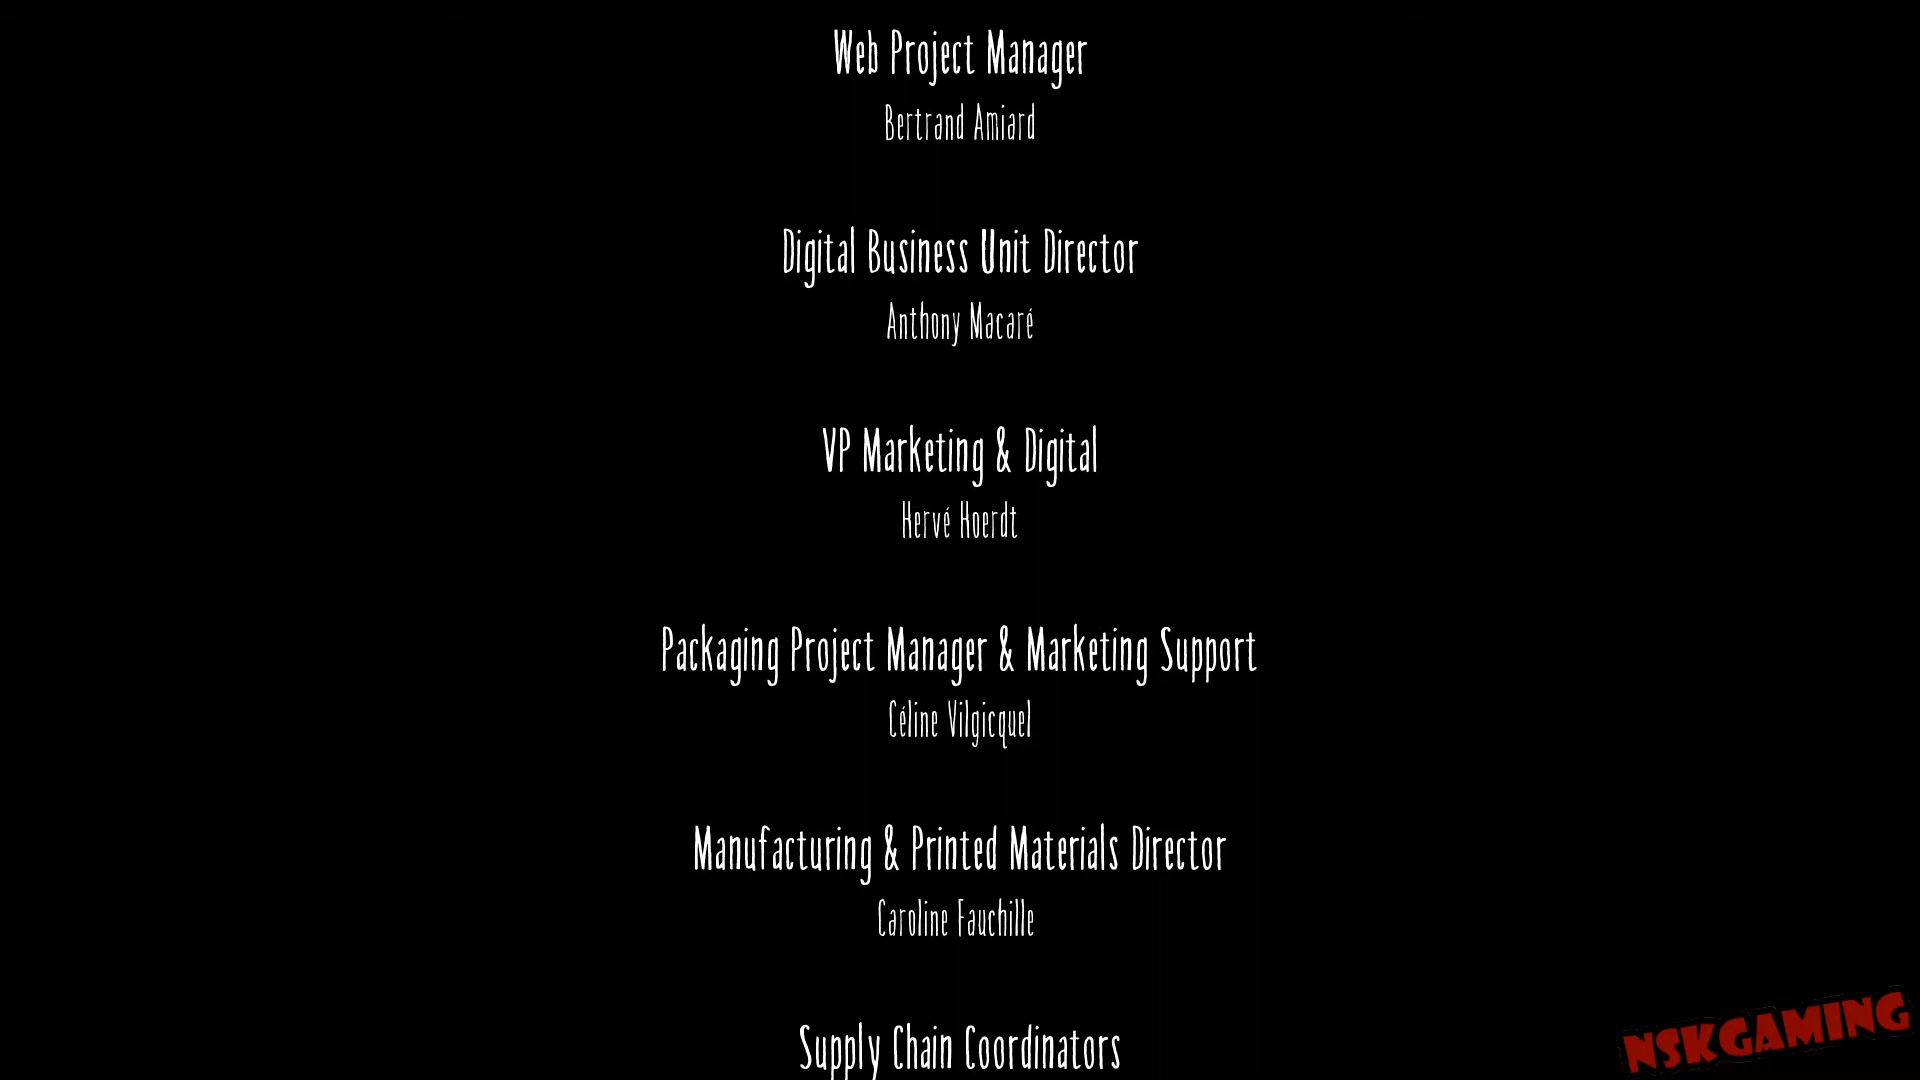 Web Project Manager
Bertrand Amiard
Digital Business Unit Director
Anthony Macaré
VP Marketing & Digital
Hervé Hoerdt
Packaging Project Manager & Marketing Support
Céline Vilgicquel
Manufacturing & Printed Materials Director
Caroline Fauchille
Supply Chain Coordinators
NSKGAMING